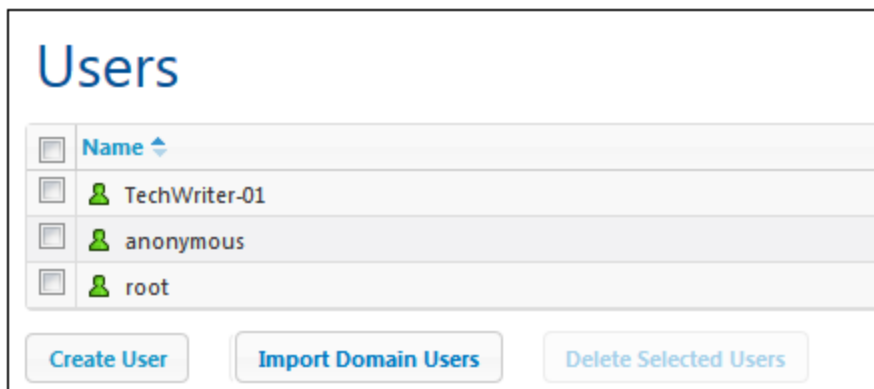 Users
Name
TechWriter-01
anonymous
root
Create User Import Domain Users Delete Selected Users